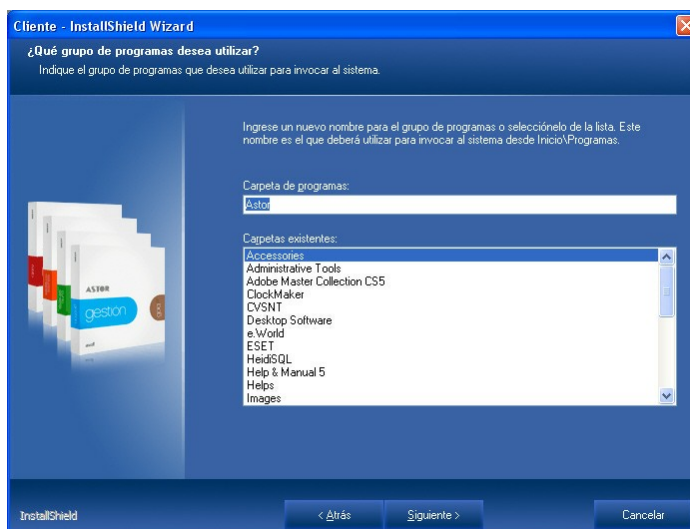 Cliente - InstallShield Wizard
¿Qué grupo de programas desea utilizar?
Indique el grupo de programas que desea utilizar para invocar al sistema.
Ingrese un nuevo nombre para el grupo de programas o selecciónelo de la lista. Este
nombre es el que deberá utilizar para invocar al sistema desde Inicio\Programas.
Carpeta de programas:
Astor
Carpetas existentes:
Accessories
Administrative Tools
Adobe Master Collection CS5
ClockMaker
CVSNT
Desktop Software
e.World
ESET
HeidiSQL
Help & Manual 5
Helps
Images
ASTOR
gestion
InstallShield
< Atrás
Siguiente >
Cancelar